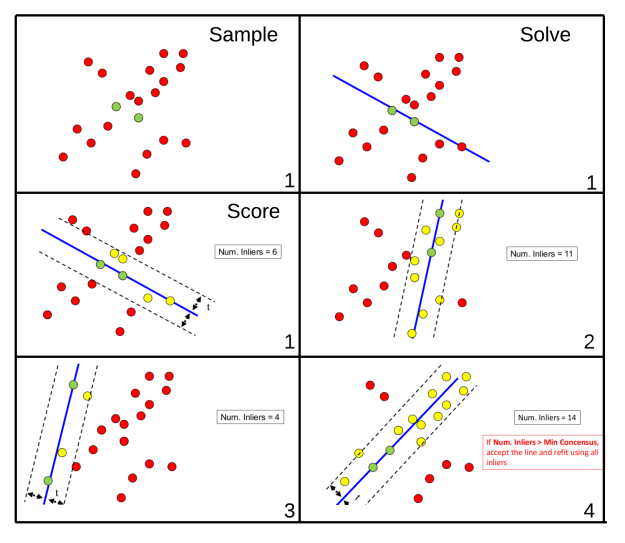 Sample
1
Solve
1
Score
Num. Inliers = 6
t
1
Num. Inliers = 11
2
Num. Inliers = 4
t
3
Num. Inliers = 14
If Num. Inliers > Min Concensus,
accept the line and refit using all
inliers
4